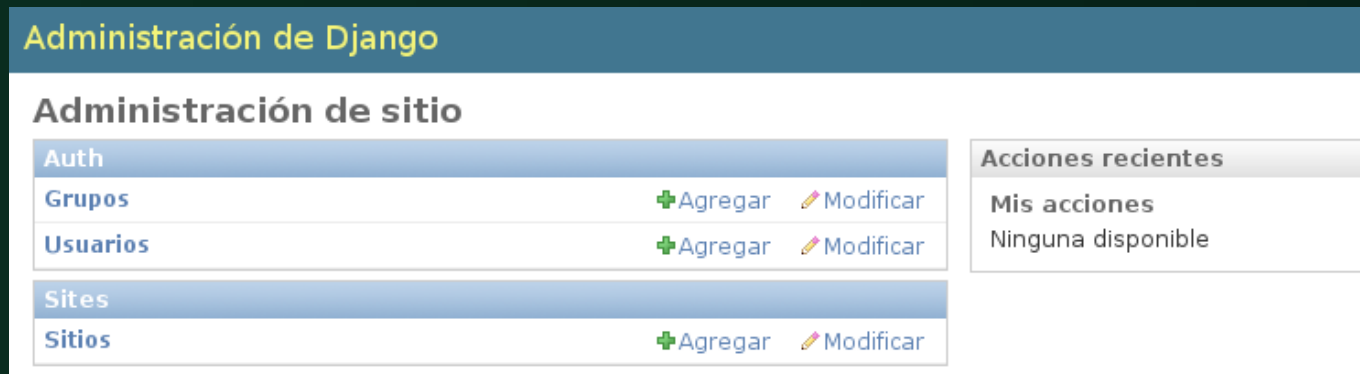 Administración de Django
Administración de sitio
Auth
Grupos Agregar Modificar
Usuarios Agregar Modificar
Sites
Sitios Agregar Modificar
Acciones recientes
Mis acciones
Ninguna disponible